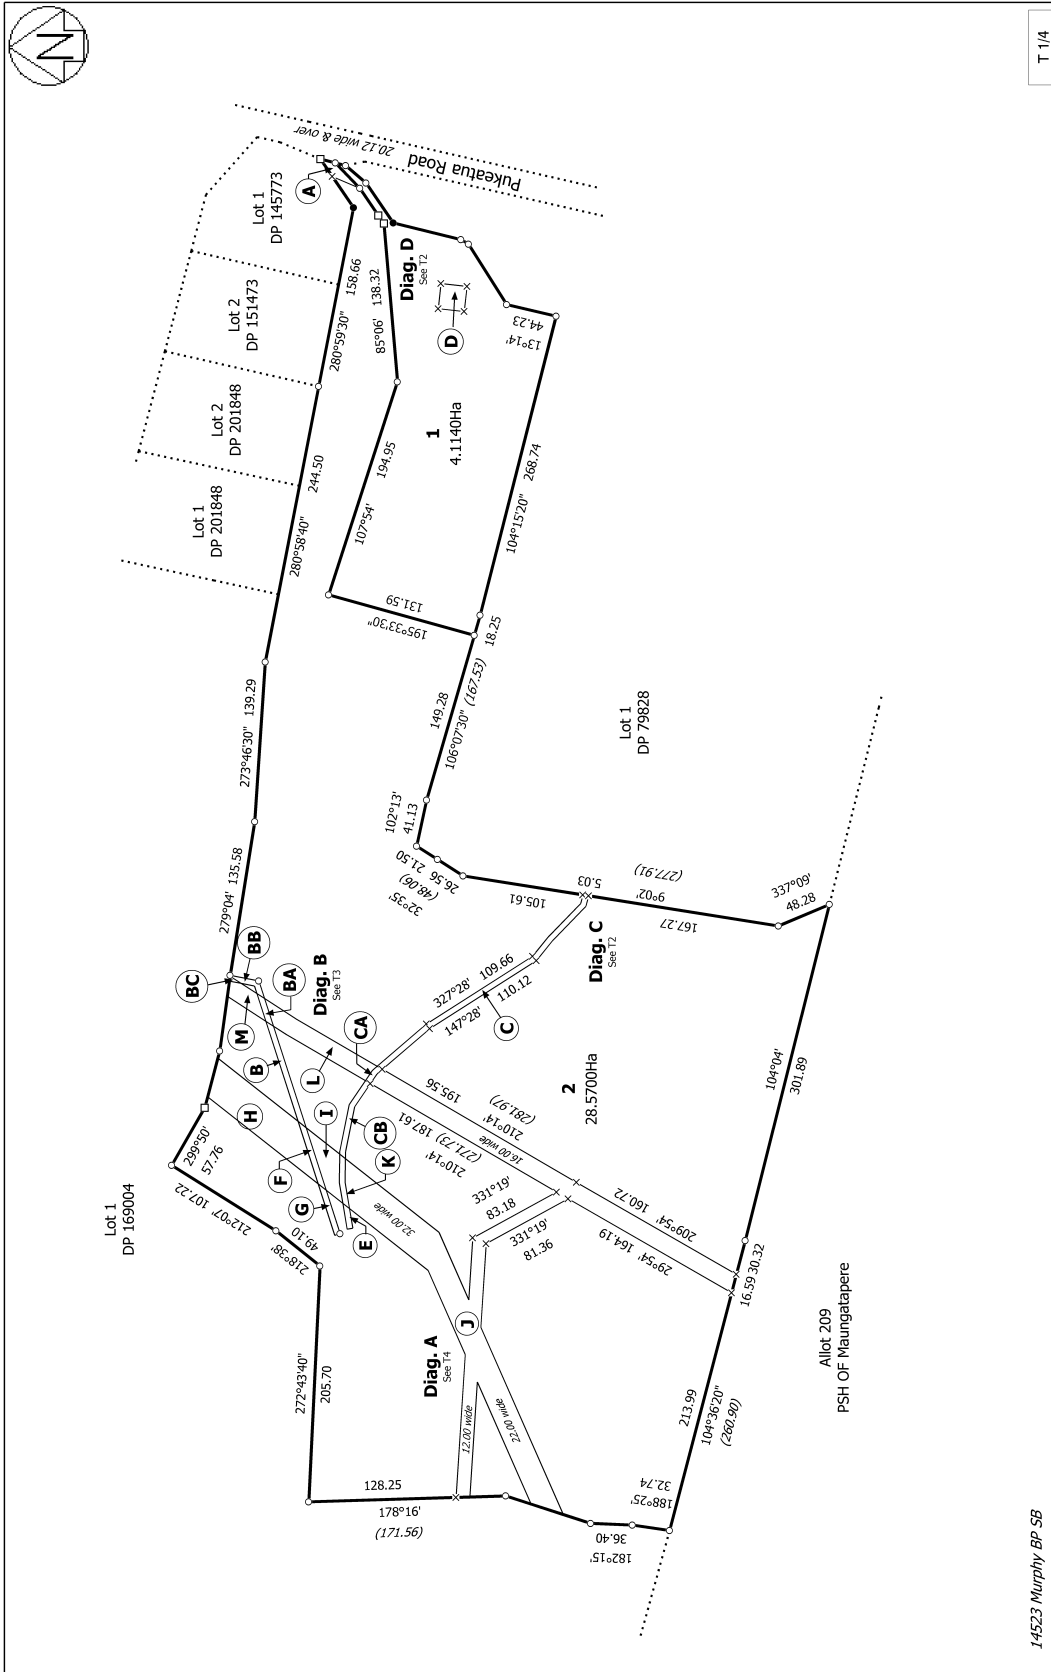 N
T 1/4
20.12 wide & over
Pukeatua Road
Lot 1
DP 145773
A
Lot 2
DP 151473
Lot 2
DP 201848
Lot 1
DP 201848
280°59'30" 158.66
85°06' 138.32
Diag. D
See T2
D
44.23
13°14'
1
4.1140Ha
244.50
280°58'40"
107°54' 194.95
104°15'20" 268.74
195°33'30"
131.59
18.25
273°46'30" 139.29
149.28
106°07'30" (167.53)
Lot 1
DP 79828
279°04' 135.58
102°13'
41.13
26.56 21.50
(48.06)
32°35'
105.61
5.03
9°02'
(277.91)
167.27
337°09'
48.28
BC
BB
BA
Diag. B
See T3
M
B
L
CA
327°28' 109.66
147°28' 110.12
C
Diag. C
See T2
H
I
CB
K
F
G
E
195.56
(281.97)
210°14'
187.61
(271.73)
210°14'
16.00 wide
2
28.5700Ha
104°04'
301.89
299°50'
57.76
212°07' 107.22
218°38' 49.10
Lot 1
DP 169004
32.00 wide
331°19'
83.18
331°19'
81.36
209°54' 160.72
29°54' 164.19
16.59 30.32
J
Diag. A
See T4
272°43'40"
205.70
12.00 wide
22.00 wide
Allot 209
PSH OF Maungatapere
213.99
104°36'20"
(260.90)
128.25
178°16'
(171.56)
32.74
188°25'
36.40
182°15'
14523 Murphy BP SB